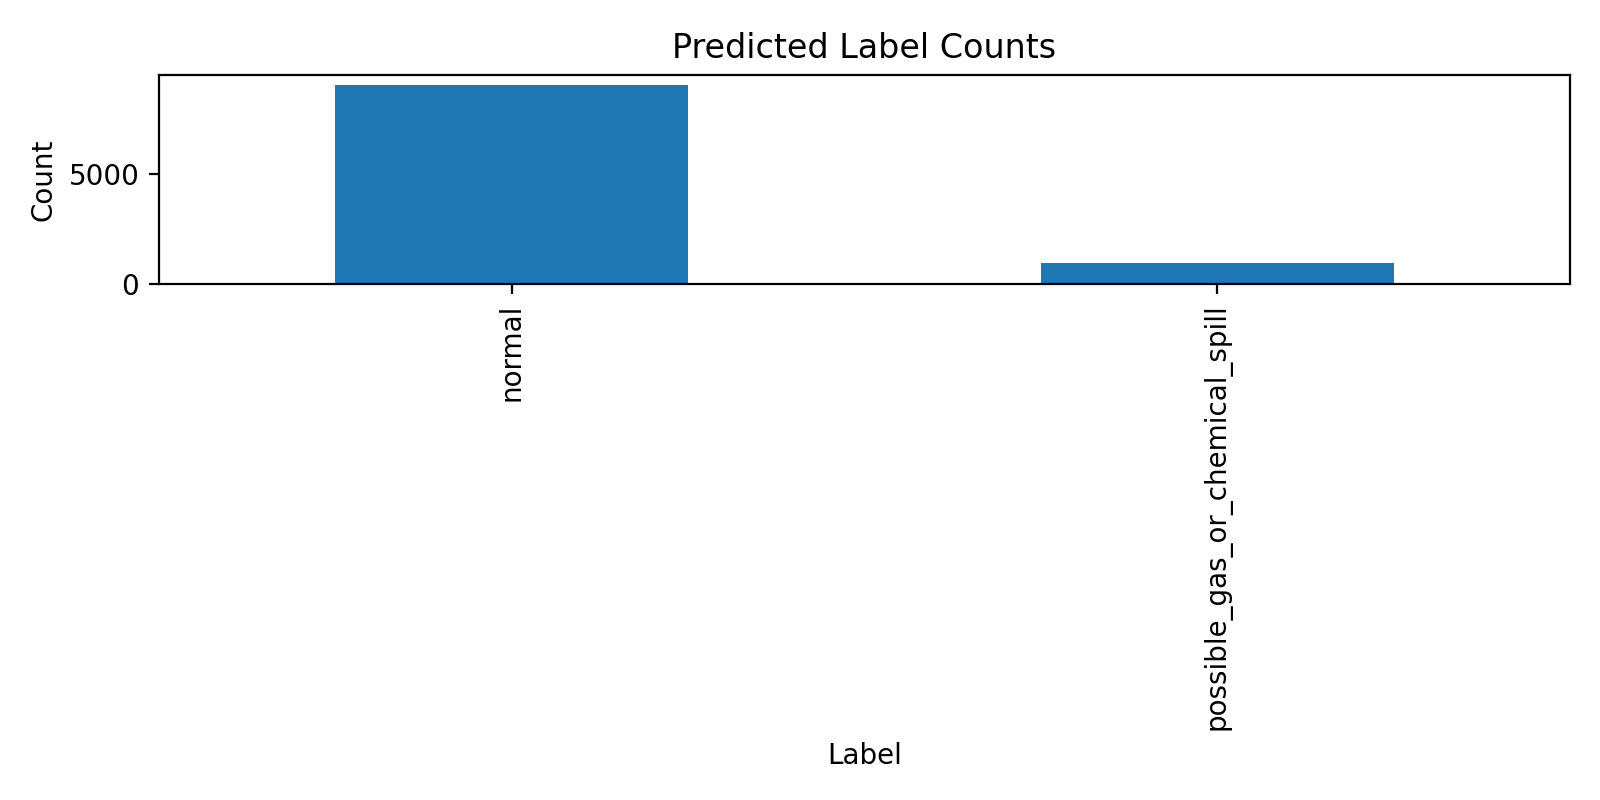 Predicted Label Counts
Count
5000
0
normal
possible_gas_or_chemical_spill
Label